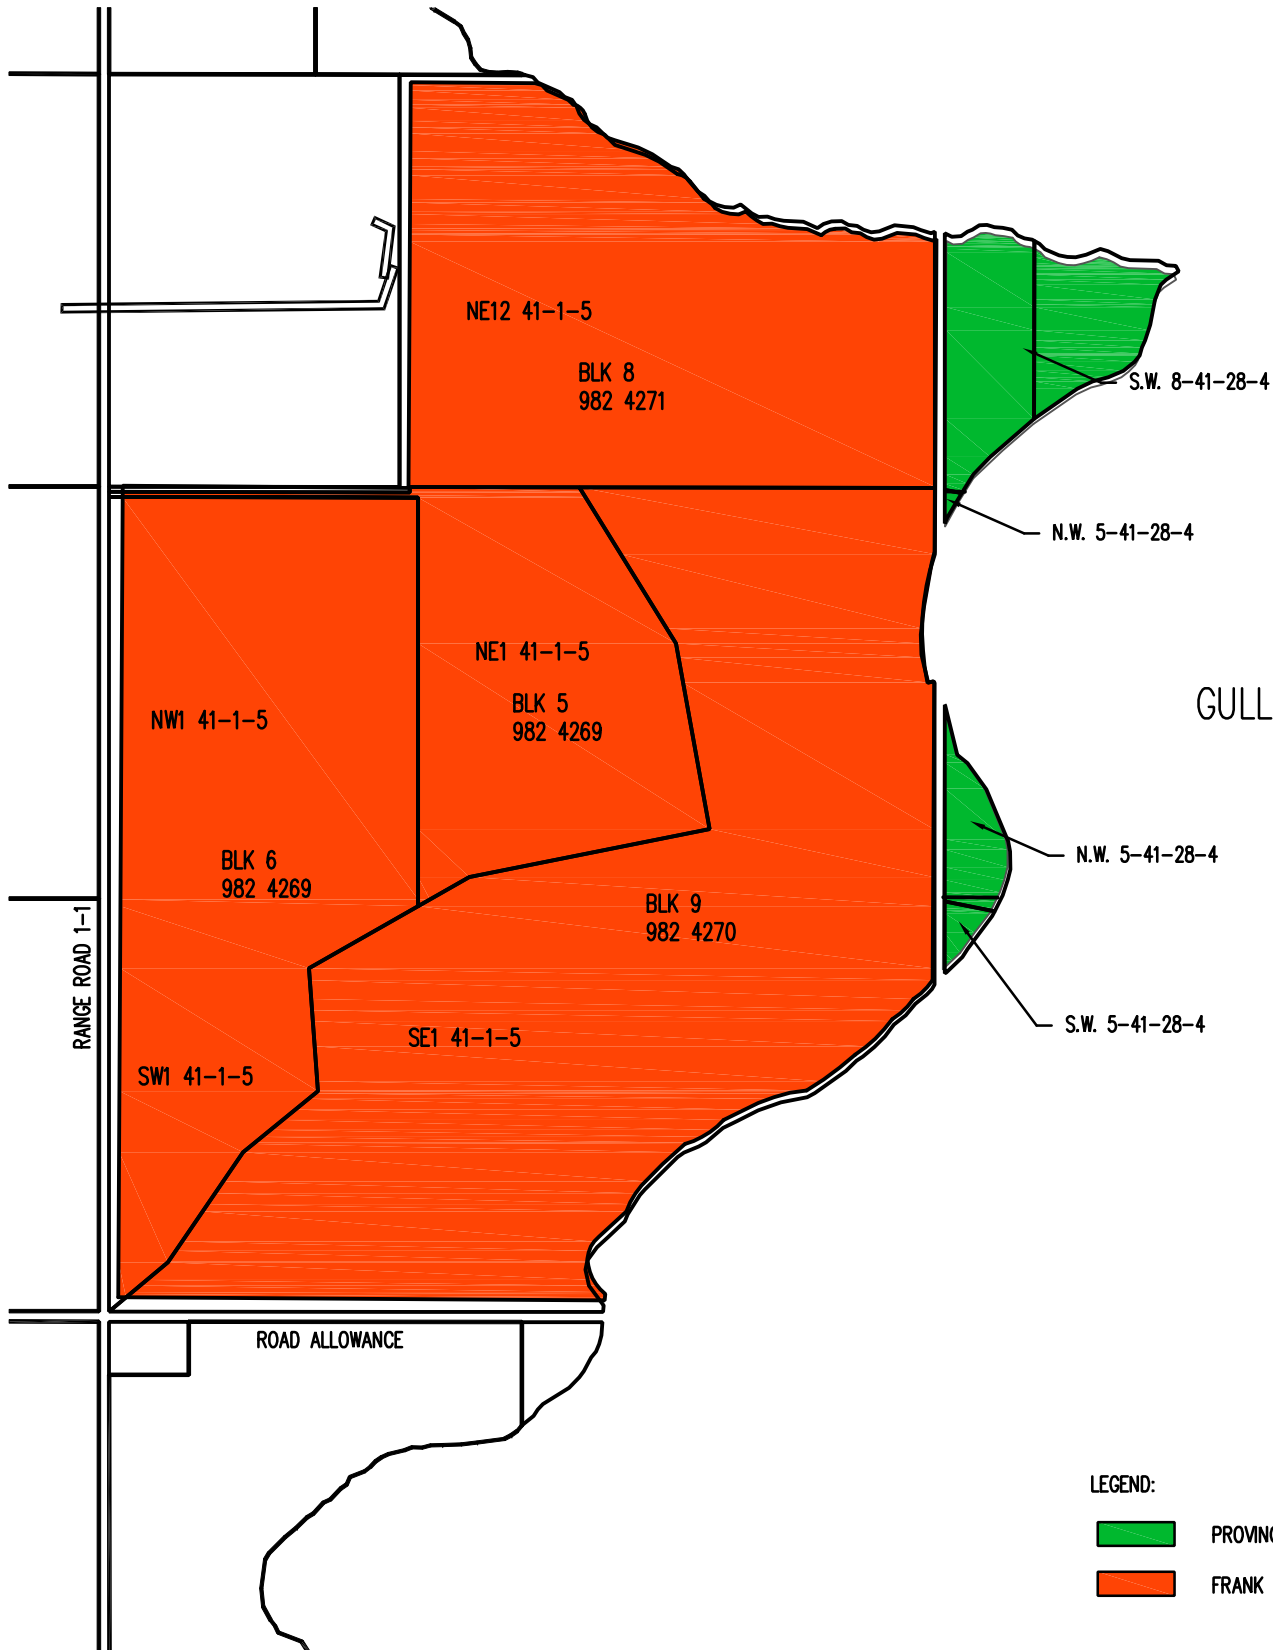 NE12 41-1-5
BLK 8
982 4271
S.W. 8-41-28-4
N.W. 5-41-28-4
NE1 41-1-5
BLK 5
982 4269
NW1 41-1-5
GULL
BLK 6
982 4269
N.W. 5-41-28-4
BLK 9
982 4270
RANGE ROAD 1-1
SE1 41-1-5
S.W. 5-41-28-4
SW1 41-1-5
ROAD ALLOWANCE
LEGEND:
PROVINC
FRANK